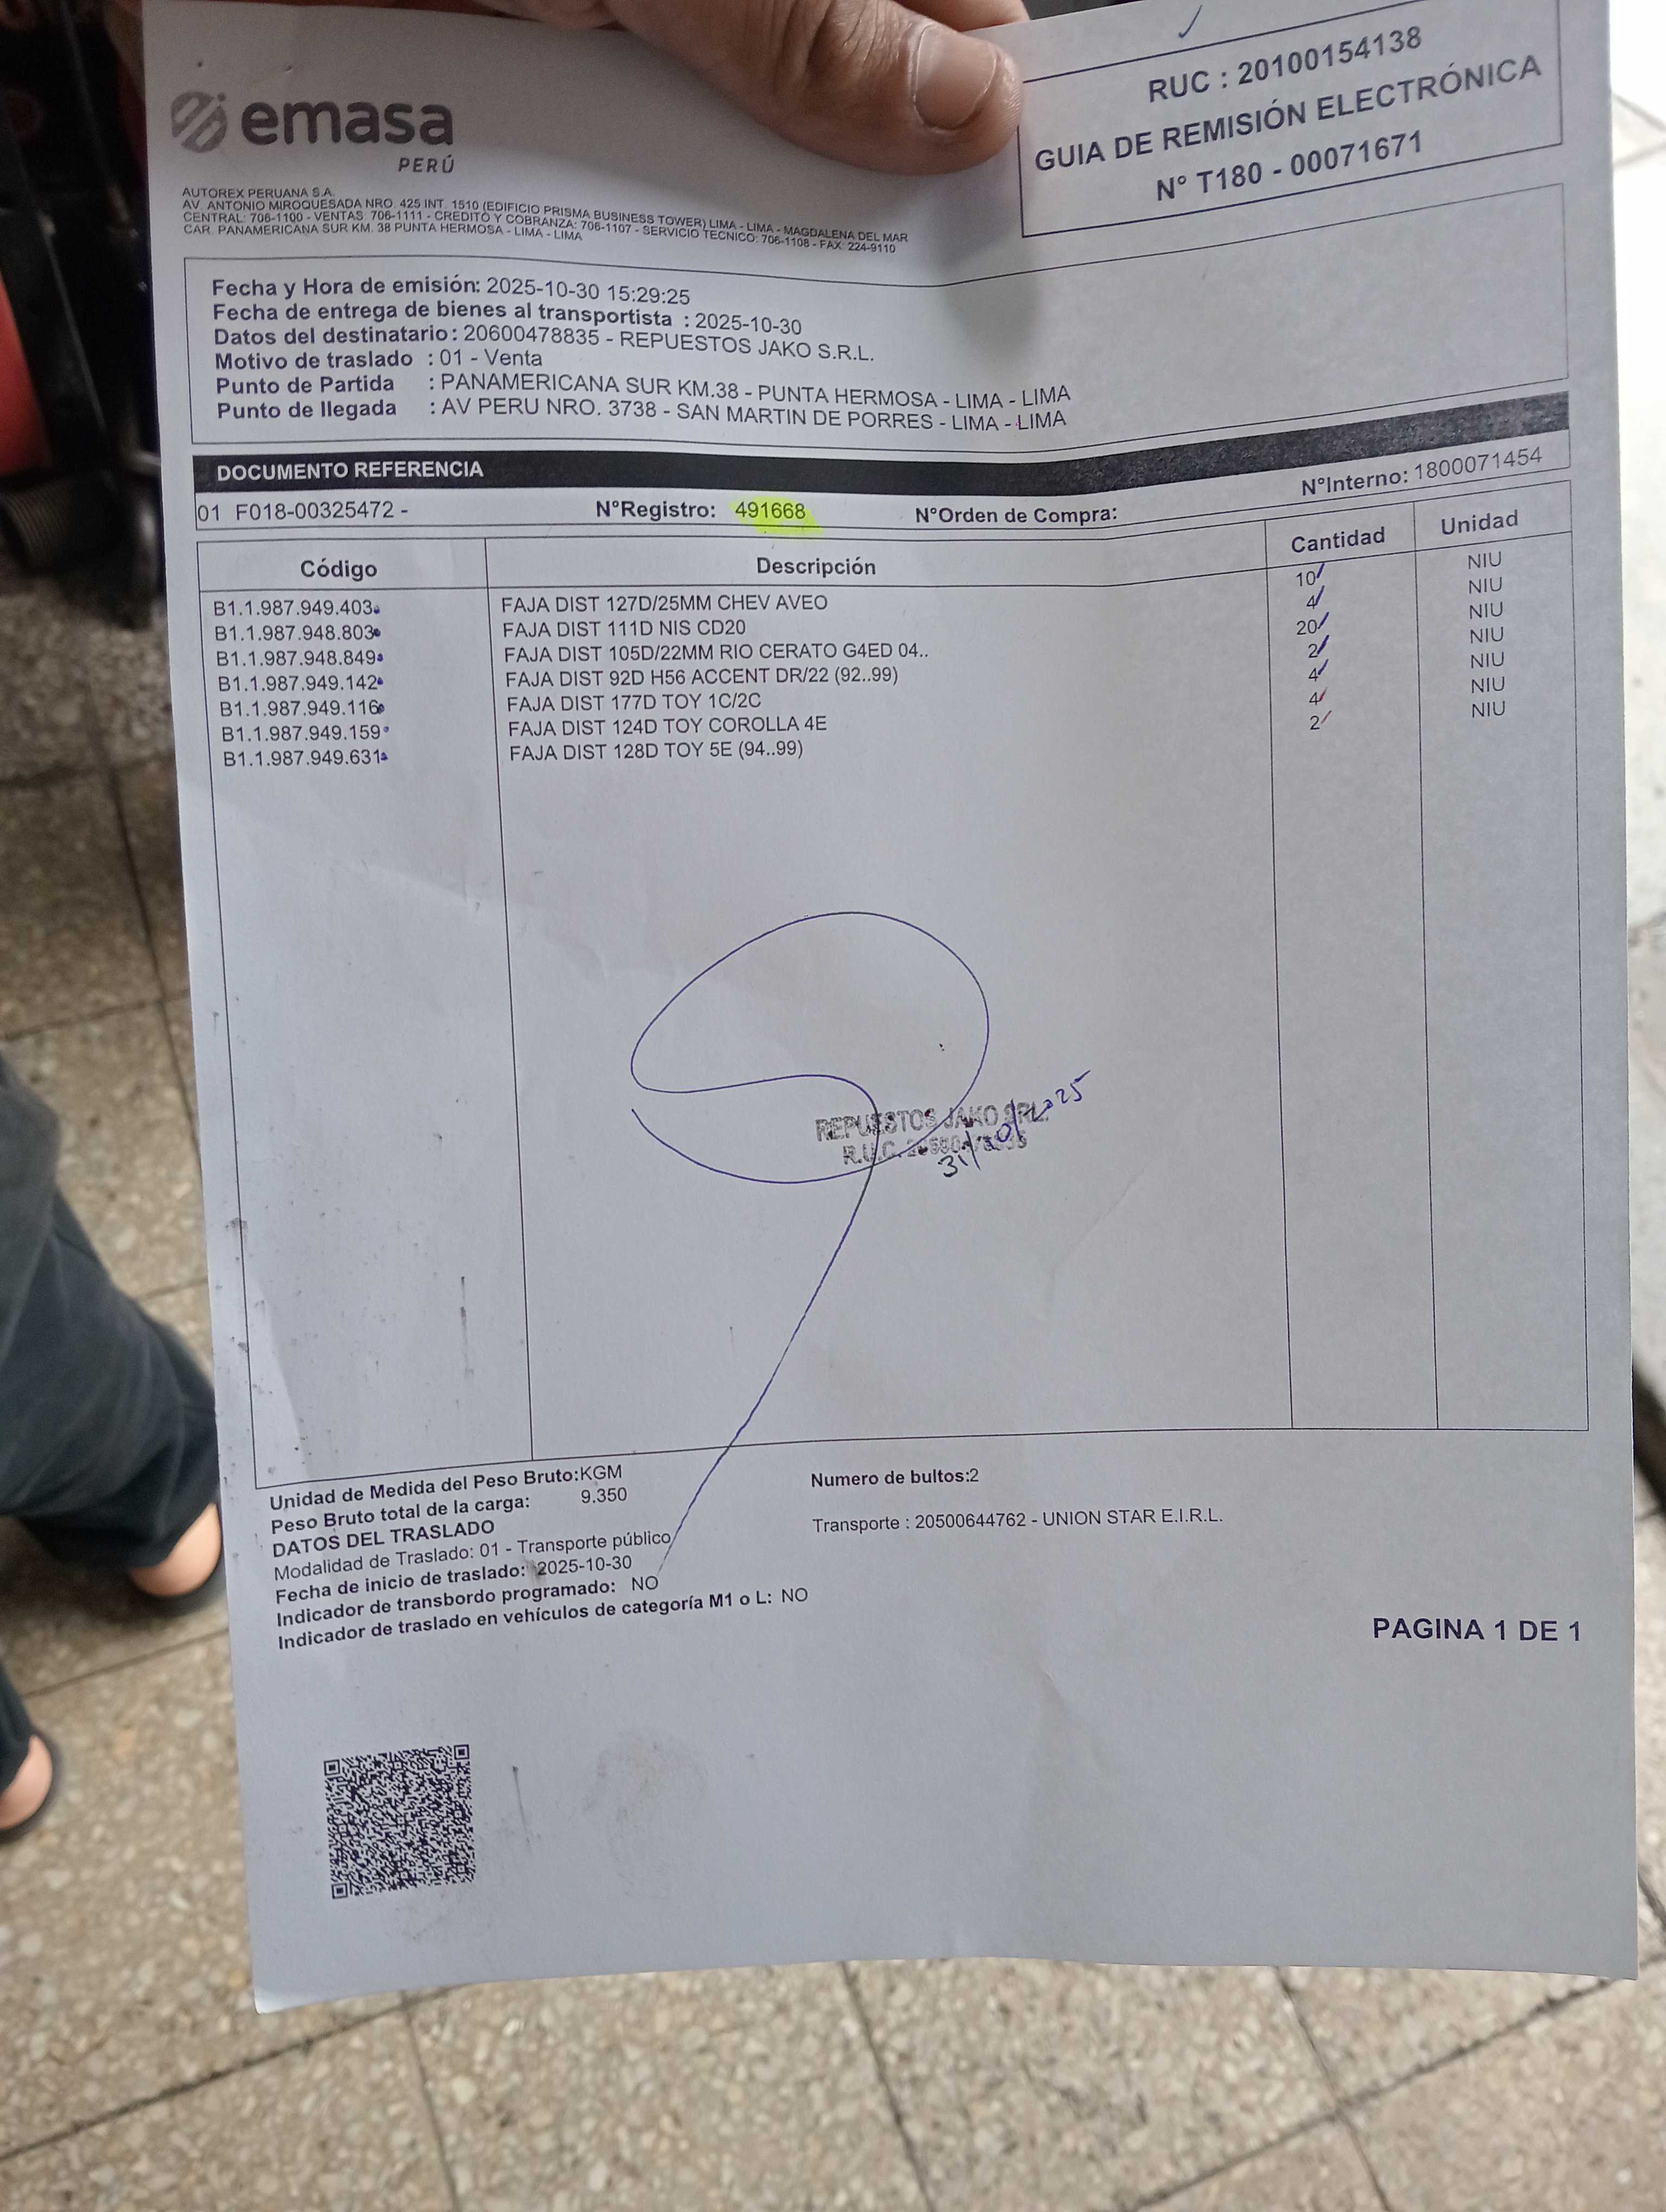 emasa
PERÚ
RUC : 20100154138
GUIA DE REMISIÓN ELECTRÓNICA
N° T180 - 00071671
AUTOREX PERUANA S.A.
AV. ANTONIO MIROQUESADA NRO. 425 INT. 1510 (EDIFICIO PRISMA BUSINESS TOWER) LIMA - LIMA - MAGDALENA DEL MAR
CENTRAL: 706-1100 - VENTAS: 706-1111 - CREDITO Y COBRANZA: 706-1107 - SERVICIO TECNICO: 706-1108 - FAX: 224-9110
CAR. PANAMERICANA SUR KM. 38 PUNTA HERMOSA - LIMA - LIMA
Fecha y Hora de emisión: 2025-10-30 15:29:25
Fecha de entrega de bienes al transportista : 2025-10-30
Datos del destinatario : 20600478835 - REPUESTOS JAKO S.R.L.
Motivo de traslado : 01 - Venta
Punto de Partida : PANAMERICANA SUR KM.38 - PUNTA HERMOSA - LIMA - LIMA
Punto de llegada : AV PERU NRO. 3738 - SAN MARTIN DE PORRES - LIMA - LIMA
DOCUMENTO REFERENCIA
01 F018-00325472 - N°Registro: 491668 N°Orden de Compra: N°Interno: 1800071454
Código Descripción Cantidad Unidad
B1.1.987.949.403 FAJA DIST 127D/25MM CHEV AVEO 10 NIU
B1.1.987.948.803 FAJA DIST 111D NIS CD20 4 NIU
B1.1.987.948.849 FAJA DIST 105D/22MM RIO CERATO G4ED 04.. 20 NIU
B1.1.987.949.142 FAJA DIST 92D H56 ACCENT DR/22 (92..99) 2 NIU
B1.1.987.949.116 FAJA DIST 177D TOY 1C/2C 4 NIU
B1.1.987.949.159 FAJA DIST 124D TOY COROLLA 4E 4 NIU
B1.1.987.949.631 FAJA DIST 128D TOY 5E (94..99) 2 NIU
REPUESTOS JAKO SRL.
R.U.C.
31/10/2025
Unidad de Medida del Peso Bruto:KGM Numero de bultos:2
Peso Bruto total de la carga: 9.350
DATOS DEL TRASLADO Transporte : 20500644762 - UNION STAR E.I.R.L.
Modalidad de Traslado: 01 - Transporte público
Fecha de inicio de traslado: 2025-10-30
Indicador de transbordo programado: NO
Indicador de traslado en vehículos de categoría M1 o L: NO
PAGINA 1 DE 1